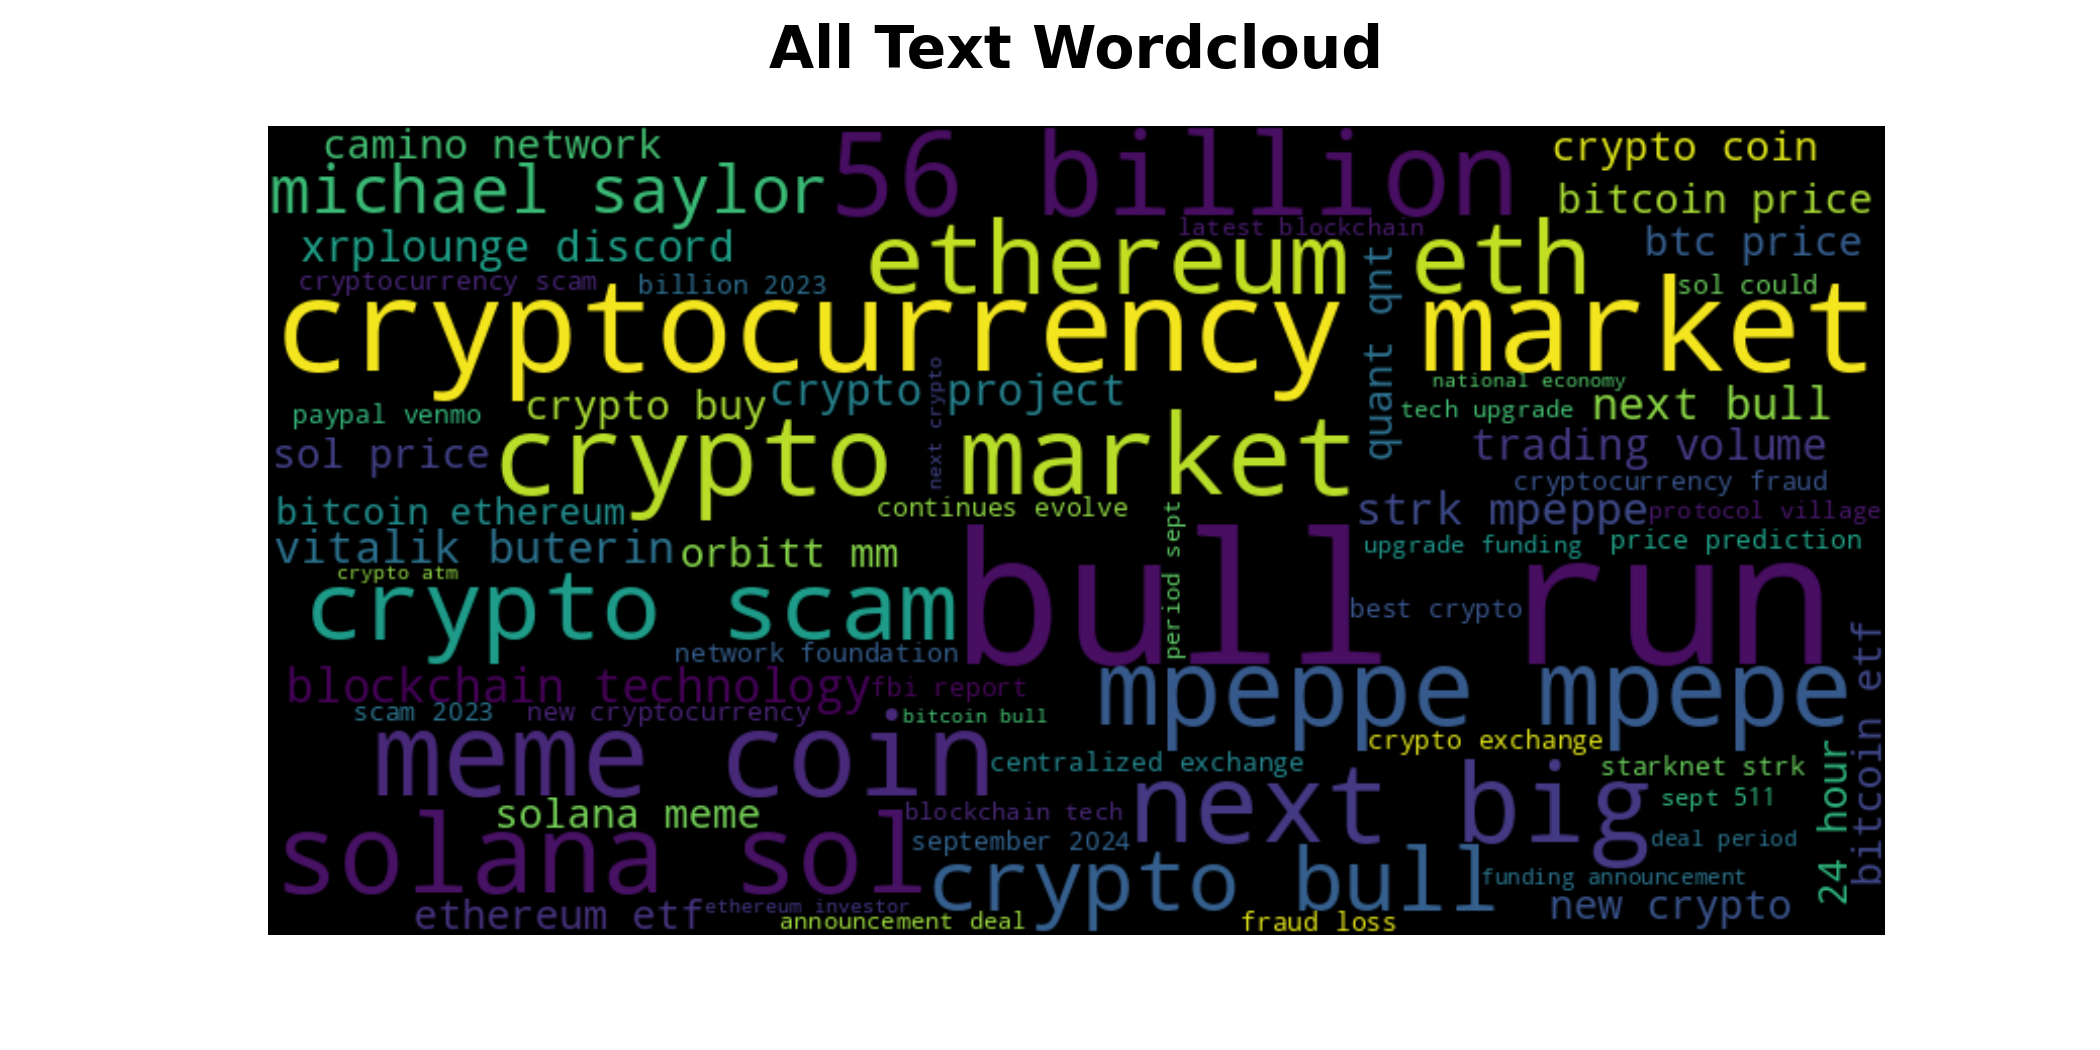 All Text Wordcloud
camino network
56 billion
crypto coin
michael saylor
bitcoin price
latest blockchain
xrplounge discord
ethereum eth
btc price
cryptocurrency scam
billion 2023
quant qnt
sol could
cryptocurrency market
next crypto
crypto project
national economy
paypal venmo
crypto buy
tech upgrade
next bull
sol price
crypto market
trading volume
cryptocurrency fraud
bitcoin ethereum
continues evolve
strk mpeppe
protocol village
vitalik buterin
orbitt mm
period sept
upgrade funding
price prediction
crypto atm
bull run
crypto scam
best crypto
network foundation
bitcoin etf
blockchain technology
fbi report
mpeppe mpepe
scam 2023
new cryptocurrency
bitcoin bull
meme coin
crypto exchange
centralized exchange
next big
starknet strk
24 hour
solana meme
blockchain tech
sept 511
solana sol
september 2024
deal period
crypto bull
funding announcement
ethereum etf
ethereum investor
new crypto
announcement deal
fraud loss